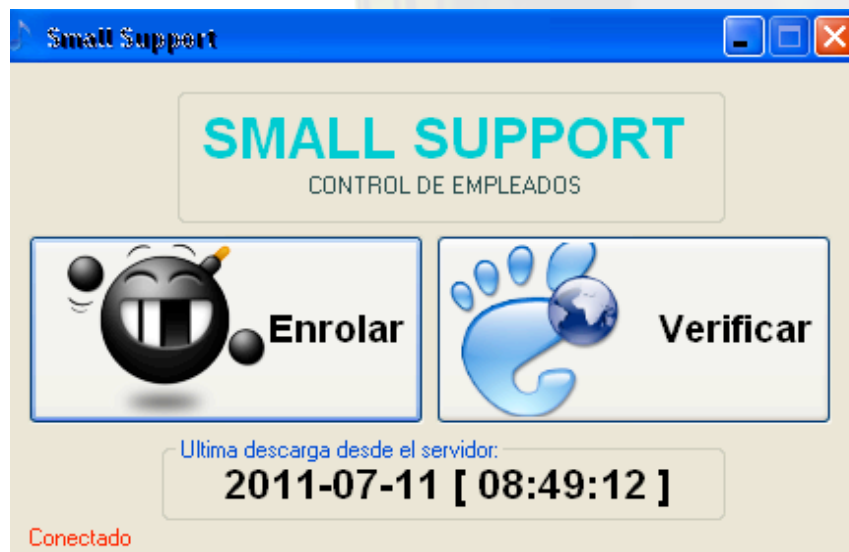 Small Support
SMALL SUPPORT
CONTROL DE EMPLEADOS
Enrolar
Verificar
Ultima descarga desde el servidor:
2011-07-11 [ 08:49:12 ]
Conectado